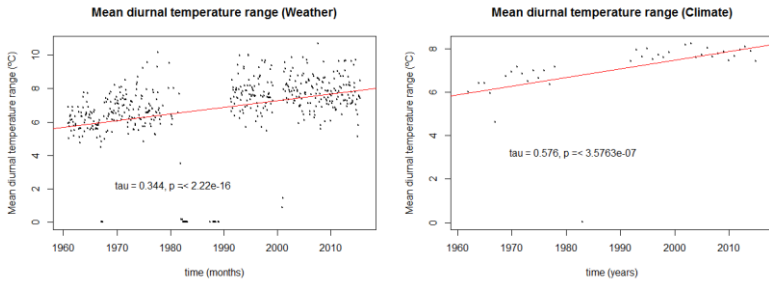 Mean diurnal temperature range (Weather)
Mean diurnal temperature range (ºC)
10
8
6
4
2
0
tau = 0.344, p =< 2.22e-16
1960 1970 1980 1990 2000 2010
time (months)
Mean diurnal temperature range (Climate)
Mean diurnal temperature range (ºC)
8
6
4
2
0
tau = 0.576, p =< 3.5763e-07
1960 1970 1980 1990 2000 2010
time (years)